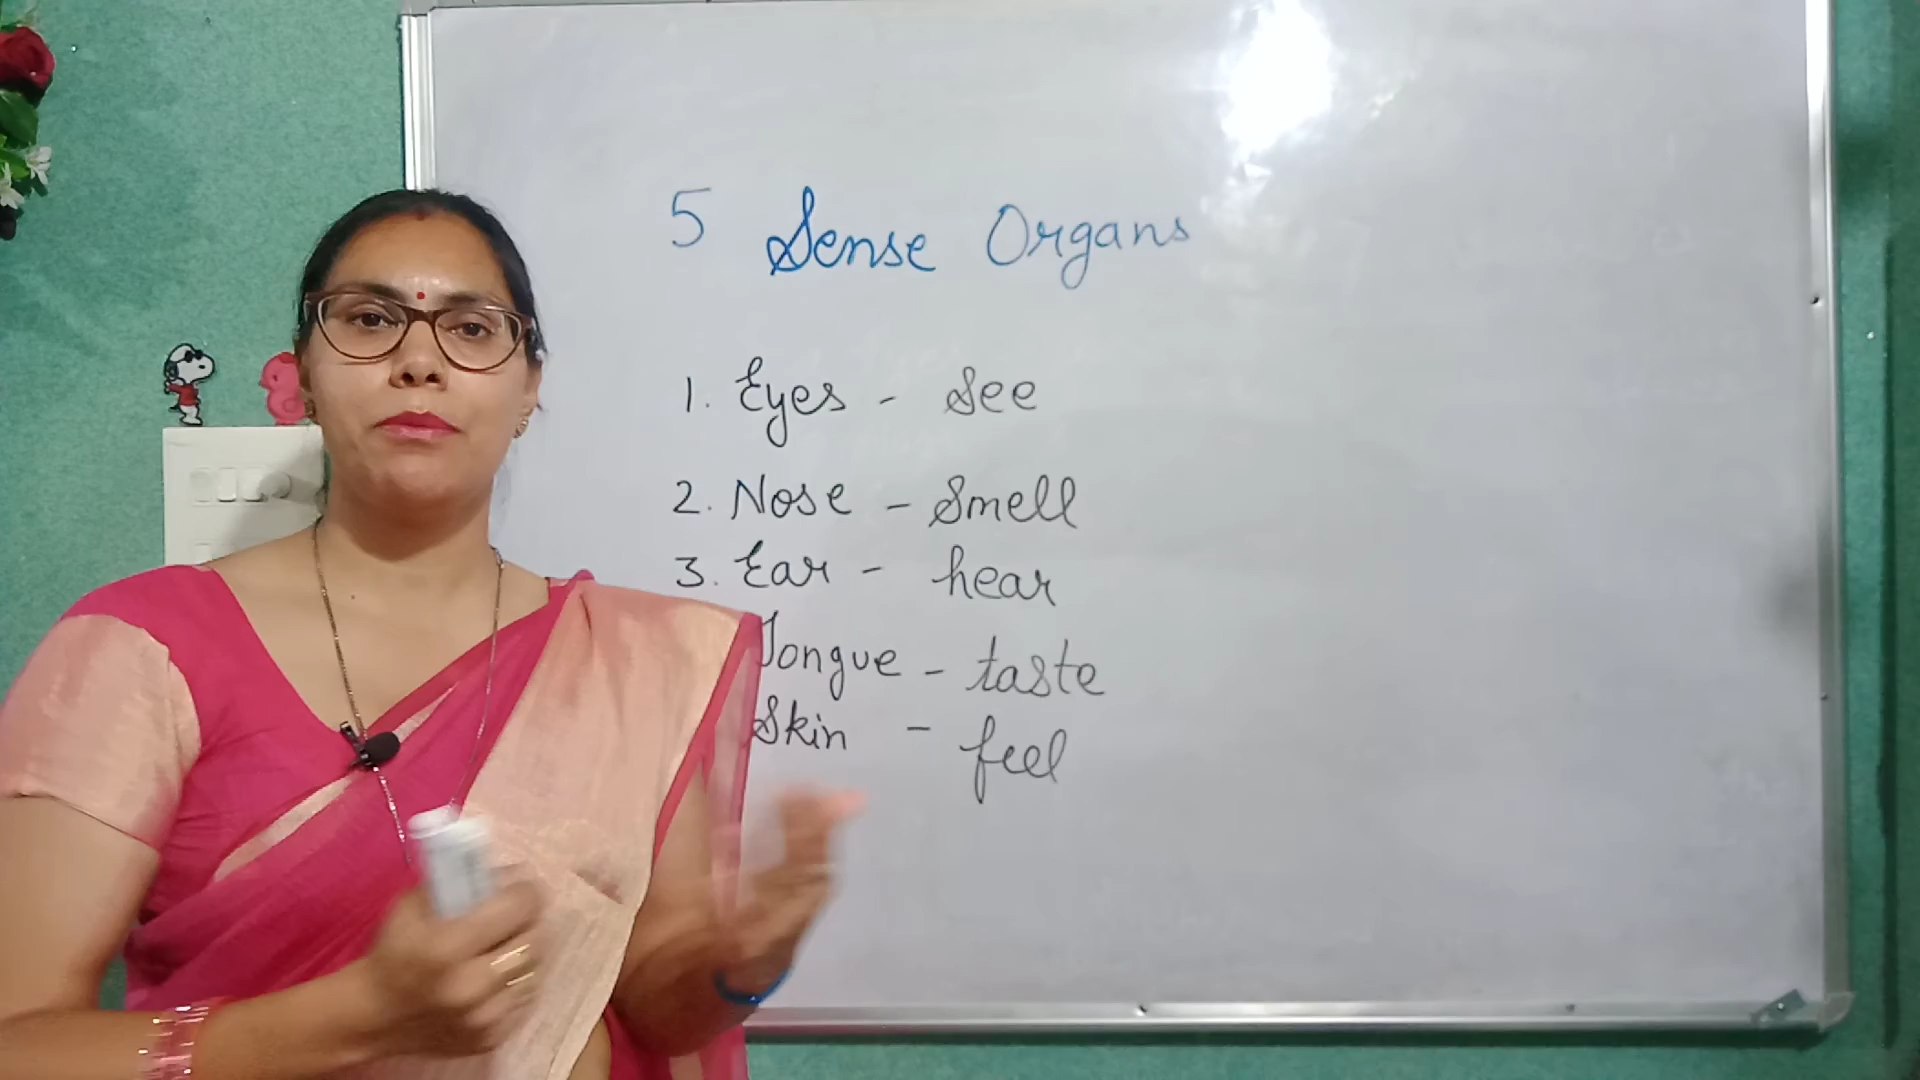 5 Sense Organs
1. Eyes - See
2. Nose - Smell
3. Ear - hear
Tongue - taste
Skin - feel